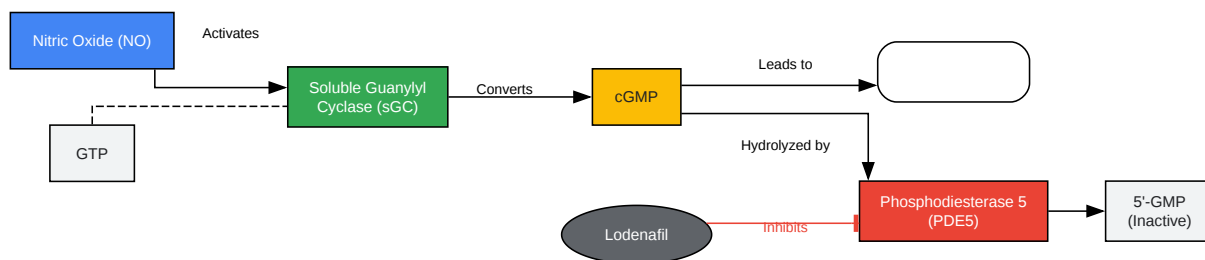 Nitric Oxide (NO)
Activates
Soluble Guanylyl
Cyclase (sGC)
GTP
Converts
cGMP
Leads to
Hydrolyzed by
Phosphodiesterase 5
(PDE5)
5'-GMP
(Inactive)
Lodenafil
Inhibits